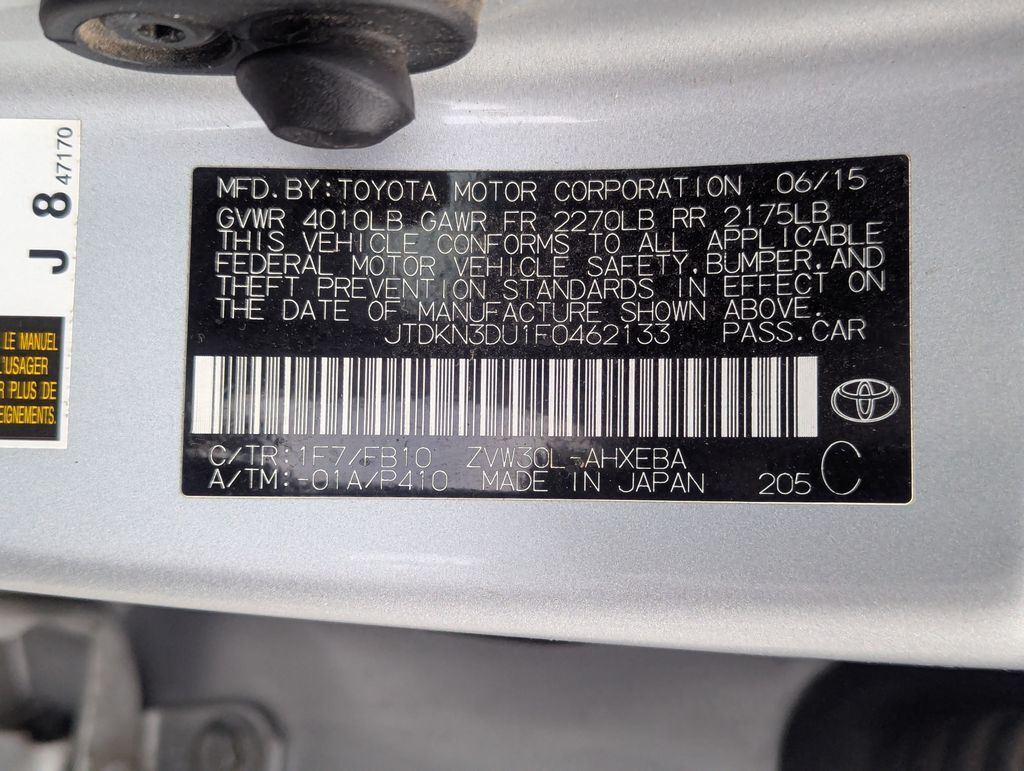 MFD. BY: TOYOTA MOTOR CORPORATION 06/15
GVWR 4010LB GAWR FR 2270LB RR 2175LB
THIS VEHICLE CONFORMS TO ALL APPLICABLE
FEDERAL MOTOR VEHICLE SAFETY, BUMPER, AND
THEFT PREVENTION STANDARDS IN EFFECT ON
THE DATE OF MANUFACTURE SHOWN ABOVE.
JTDKN3DU1F0462133 PASS. CAR
C/TR: 1F7/FB10 ZVW30L-AHXEBA
A/TM: -01A/P410 MADE IN JAPAN 205 C
J 8 47170
LE MANUEL
L'USAGER
R PLUS DE
EIGNEMENTS.